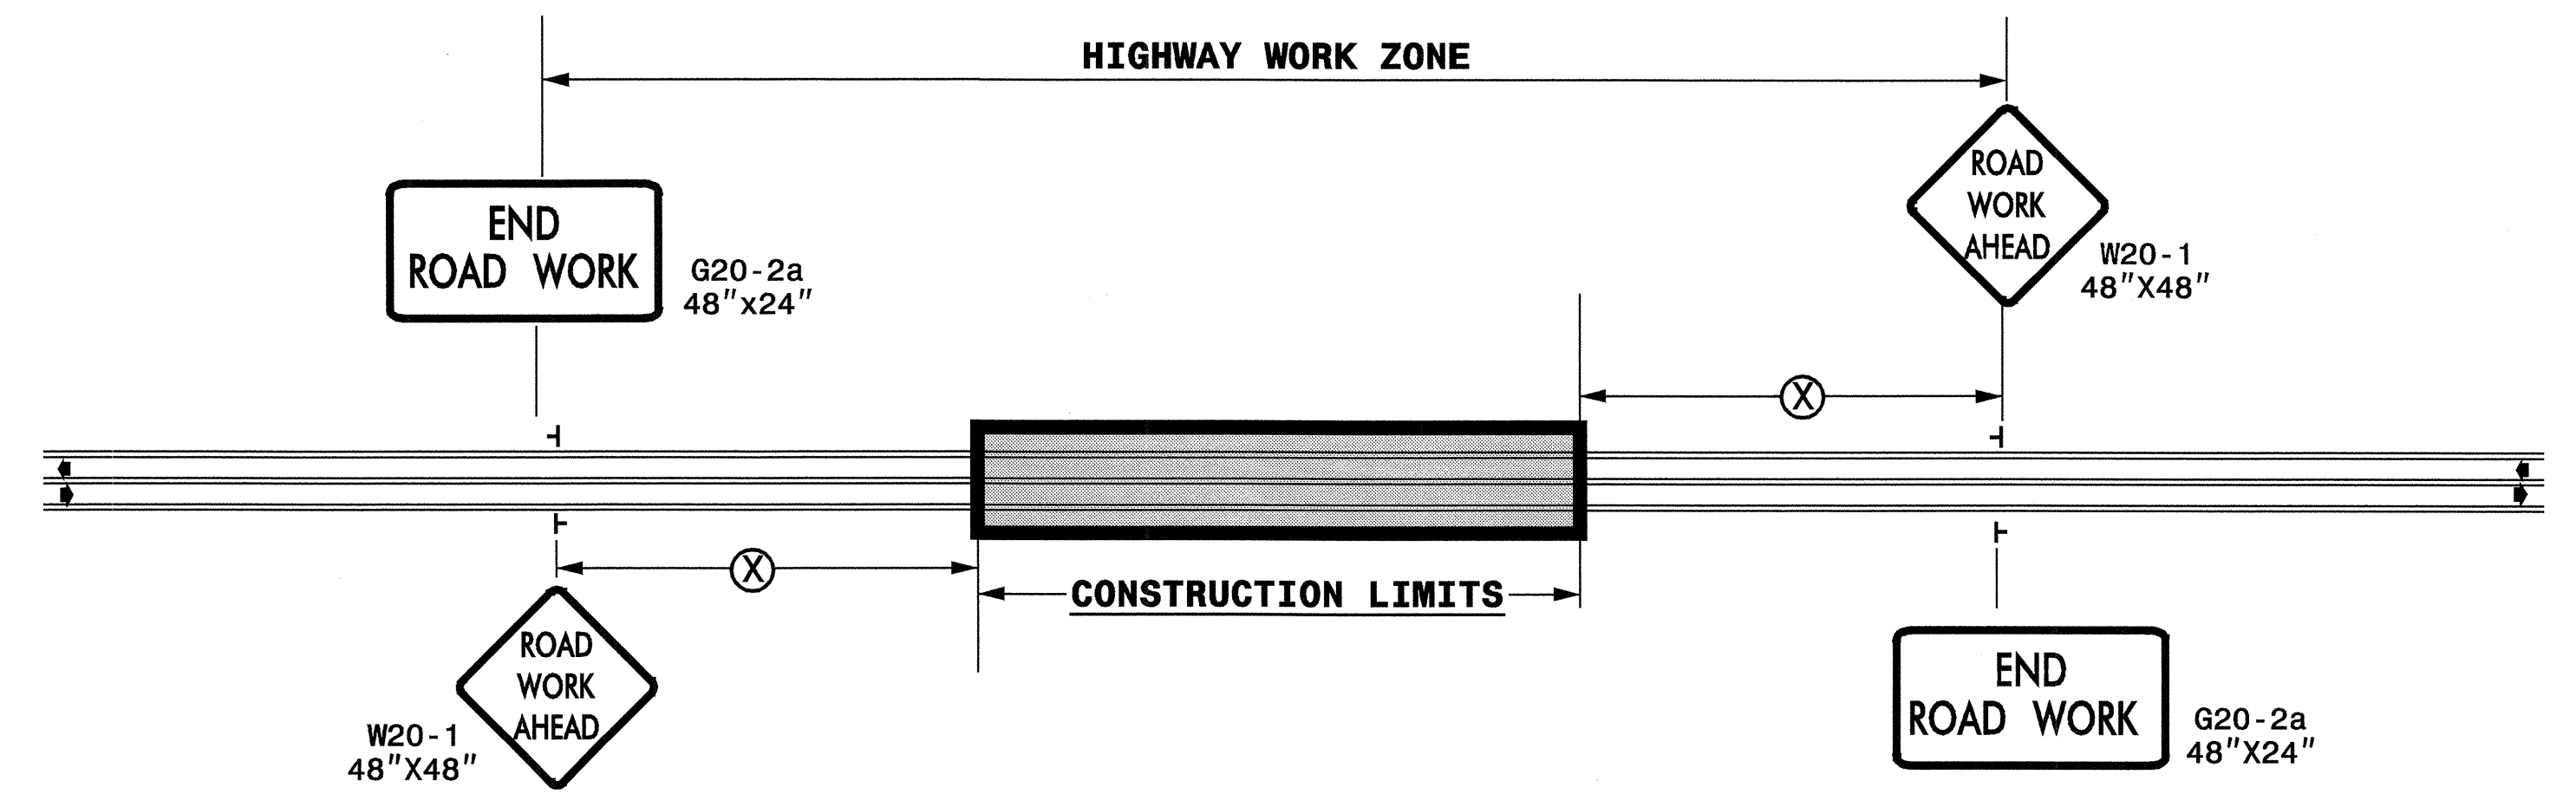 HIGHWAY WORK ZONE
END
ROAD WORK
G20-2a
48"x24"
ROAD
WORK
AHEAD
W20-1
48"X48"
X
X
CONSTRUCTION LIMITS
ROAD
WORK
AHEAD
W20-1
48"X48"
END
ROAD WORK
G20-2a
48"X24"